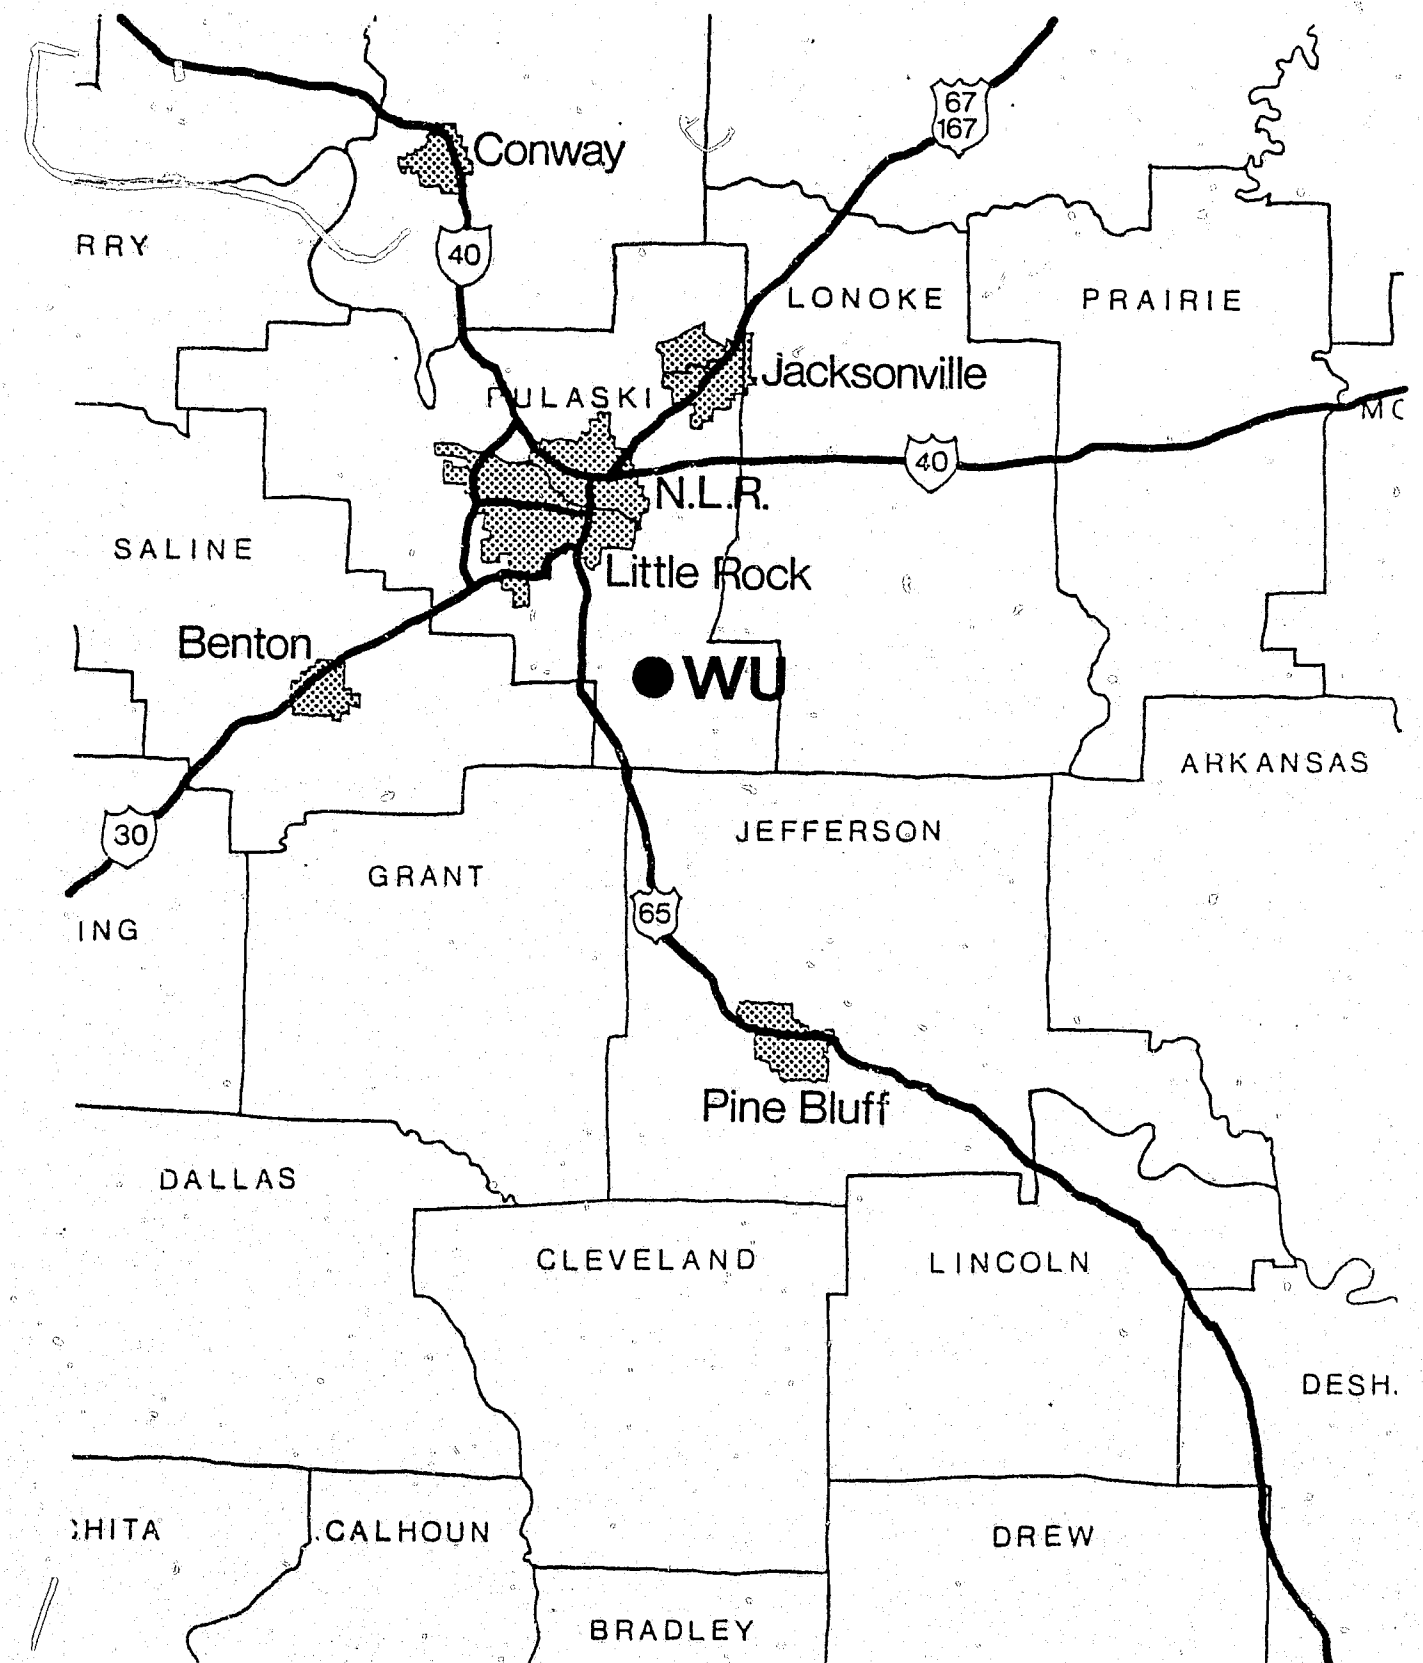 67
167
Conway
RRY
40
LONOKE
PRAIRIE
Jacksonville
PULASKI
MO
40
N.L.R.
SALINE
Little Rock
Benton
WU
ARKANSAS
30
JEFFERSON
GRANT
65
ING
Pine Bluff
DALLAS
CLEVELAND
LINCOLN
DESH.
HITA
CALHOUN
DREW
BRADLEY